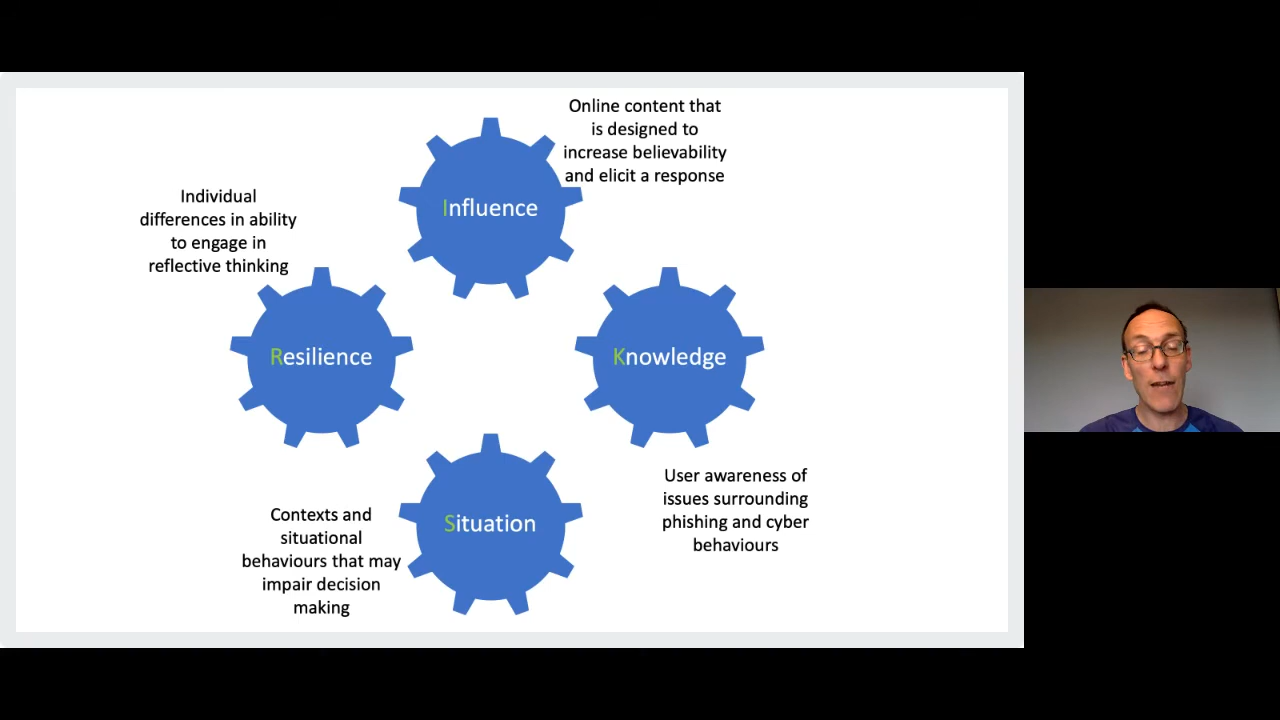 Online content that
is designed to
increase believability
and elicit a response
Influence
Individual
differences in ability
to engage in
reflective thinking
Resilience
Knowledge
User awareness of
issues surrounding
phishing and cyber
behaviours
Situation
Contexts and
situational
behaviours that may
impair decision
making